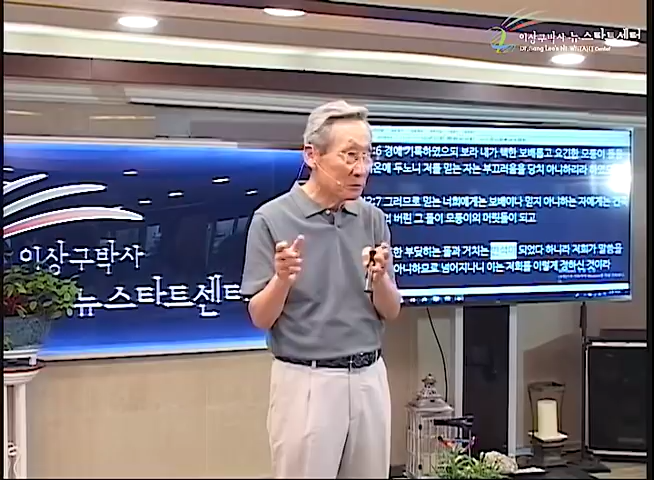 이상구박사 뉴스타트센터
Dr. Sang Lee's NEWSTART Center
2:6 경에 기록하였으되 보라 내가 택한 보배롭고 요긴한 모퉁이 돌을
시온에 두노니 저를 믿는 자는 부끄러움을 당치 아니하리라 하였으
2:7 그러므로 믿는 너희에게는 보배이나 믿지 아니하는 자에게는 건축
의 버린 그 돌이 모퉁이의 머릿돌이 되고
한 부딪하는 돌과 거치는 반석이 되었다 하니라 저희가 말씀을
아니하므로 넘어지나니 이는 저희를 이렇게 정하신 것이라
이상구박사
뉴스타트센터